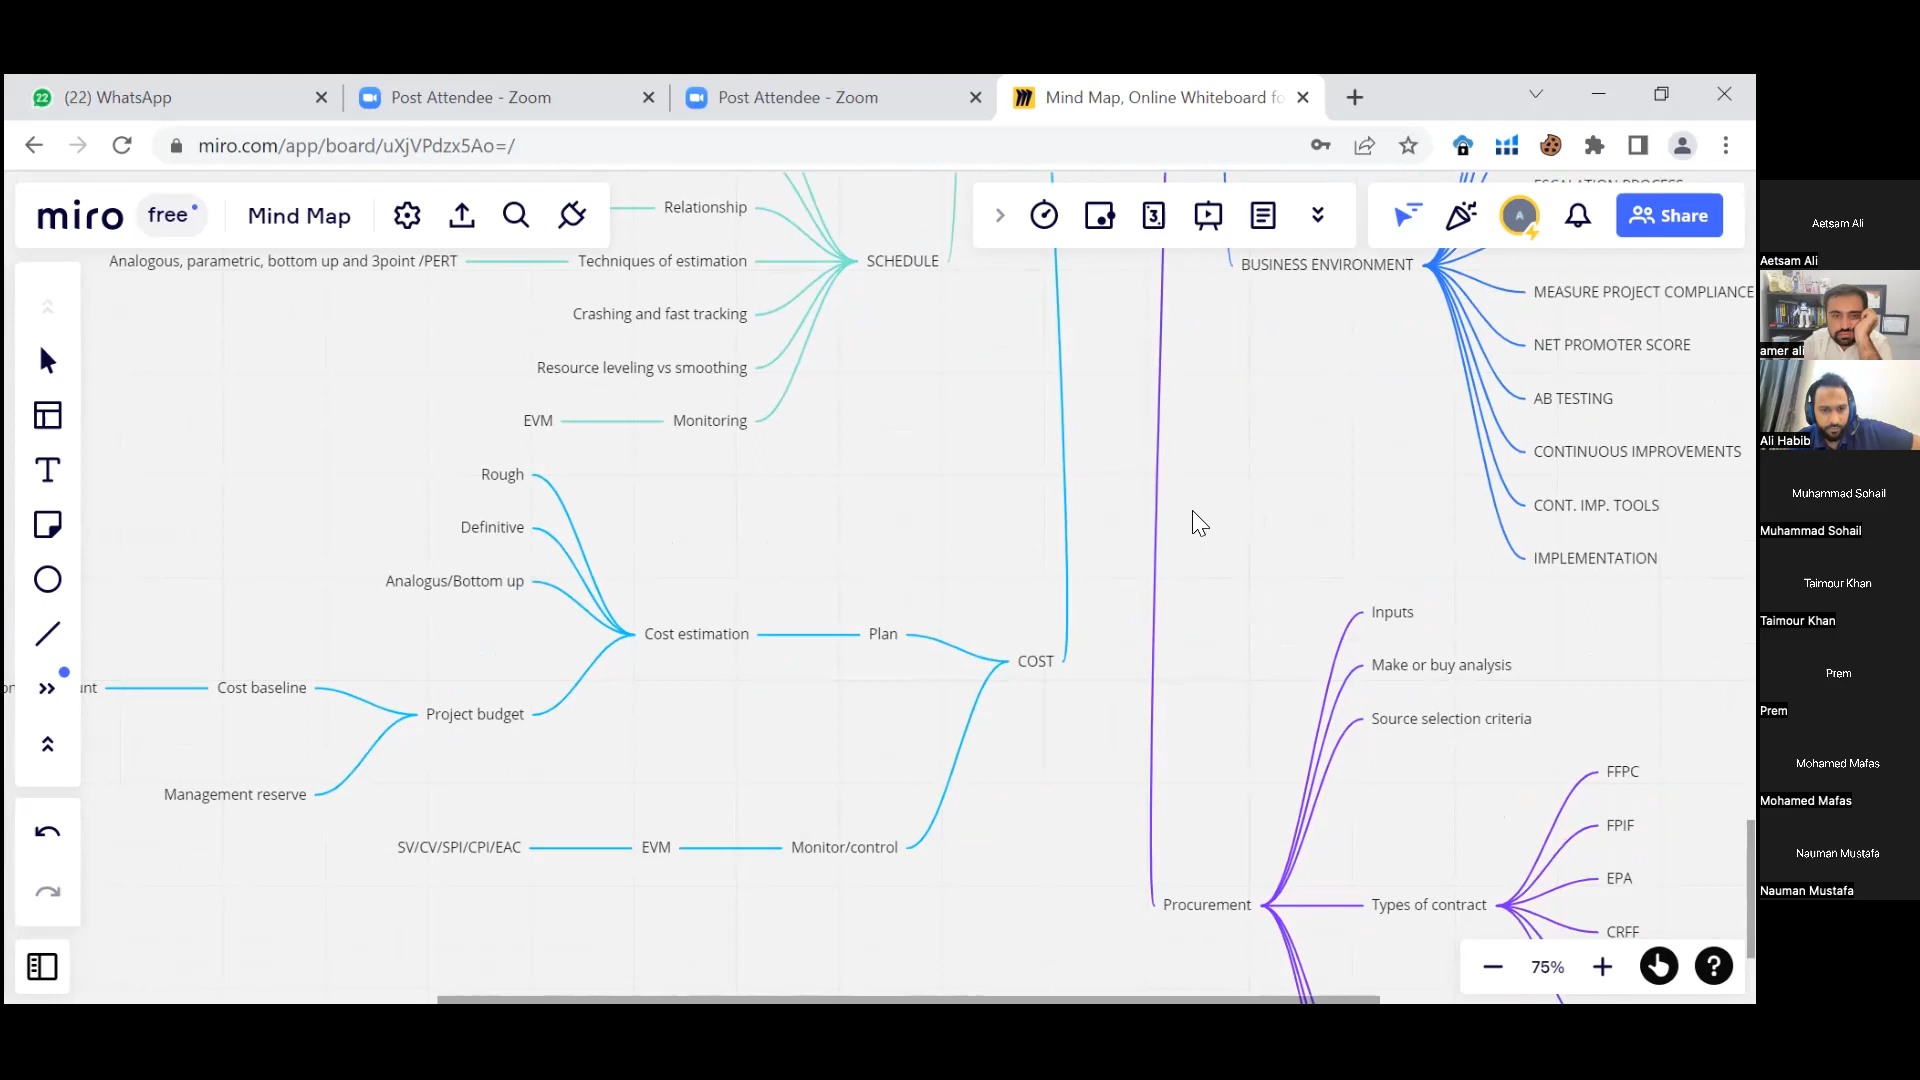 22 (22) WhatsApp
Post Attendee - Zoom
Post Attendee - Zoom
Mind Map, Online Whiteboard fo
miro.com/app/board/uXjVPdzx5Ao=/
miro free Mind Map
3
A
Share
ESCALATION PROCESS
Relationship
Analogous, parametric, bottom up and 3point /PERT
Techniques of estimation
SCHEDULE
Crashing and fast tracking
Resource leveling vs smoothing
EVM
Monitoring
BUSINESS ENVIRONMENT
MEASURE PROJECT COMPLIANCE
NET PROMOTER SCORE
AB TESTING
CONTINUOUS IMPROVEMENTS
CONT. IMP. TOOLS
IMPLEMENTATION
Rough
Definitive
Analogus/Bottom up
Cost estimation
Plan
COST
Cost baseline
Project budget
Management reserve
SV/CV/SPI/CPI/EAC
EVM
Monitor/control
Inputs
Make or buy analysis
Source selection criteria
Procurement
Types of contract
FFPC
FPIF
EPA
CRFF
75%
?
Aetsam Ali
Aetsam Ali
amer ali
Ali Habib
Muhammad Sohail
Muhammad Sohail
Taimour Khan
Taimour Khan
Prem
Prem
Mohamed Mafas
Mohamed Mafas
Nauman Mustafa
Nauman Mustafa